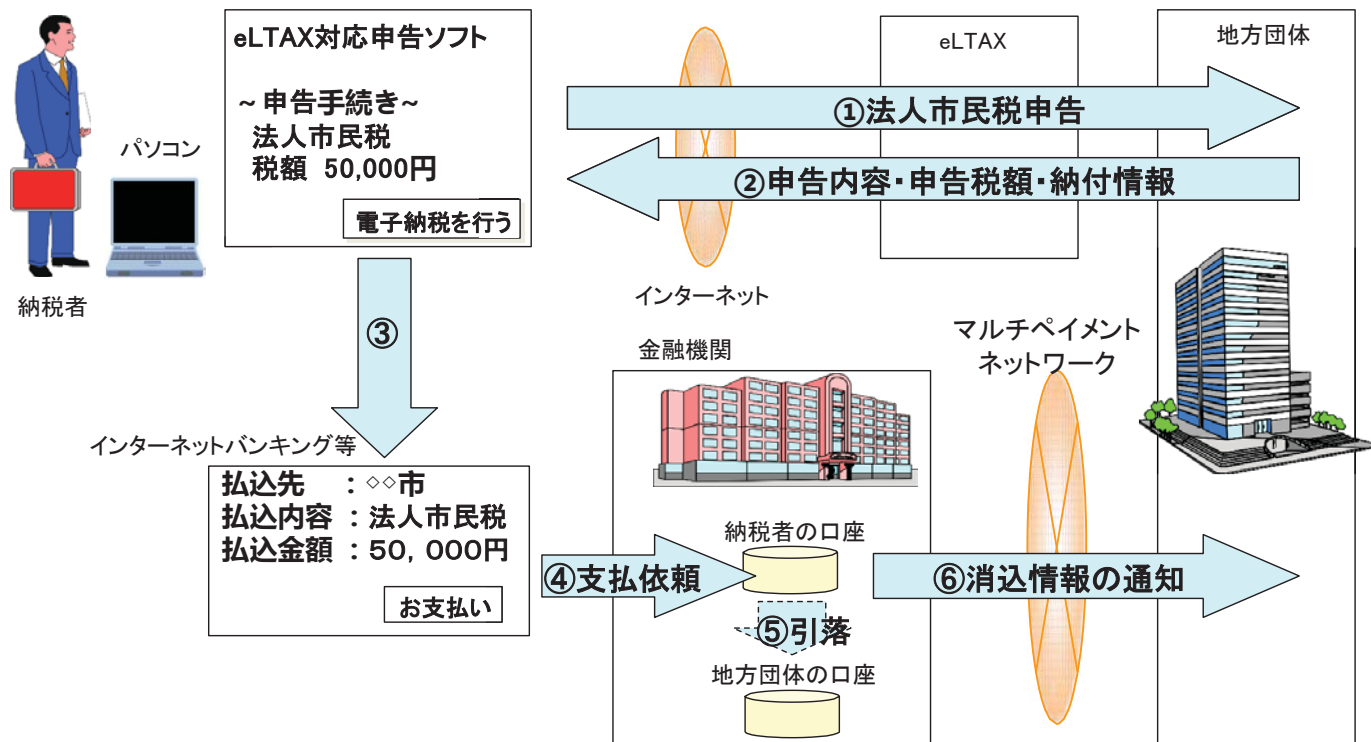 eLTAX対応申告ソフト
~申告手続き~
法人市民税
税額 50,000円
電子納税を行う
パソコン
納税者
eLTAX
地方団体
①法人市民税申告
②申告内容・申告税額・納付情報
インターネット
③
インターネットバンキング等
払込先 : ◇◇市
払込内容 : 法人市民税
払込金額 : 50,000円
お支払い
金融機関
マルチペイメント
ネットワーク
納税者の口座
④支払依頼
⑤引落
地方団体の口座
⑥消込情報の通知